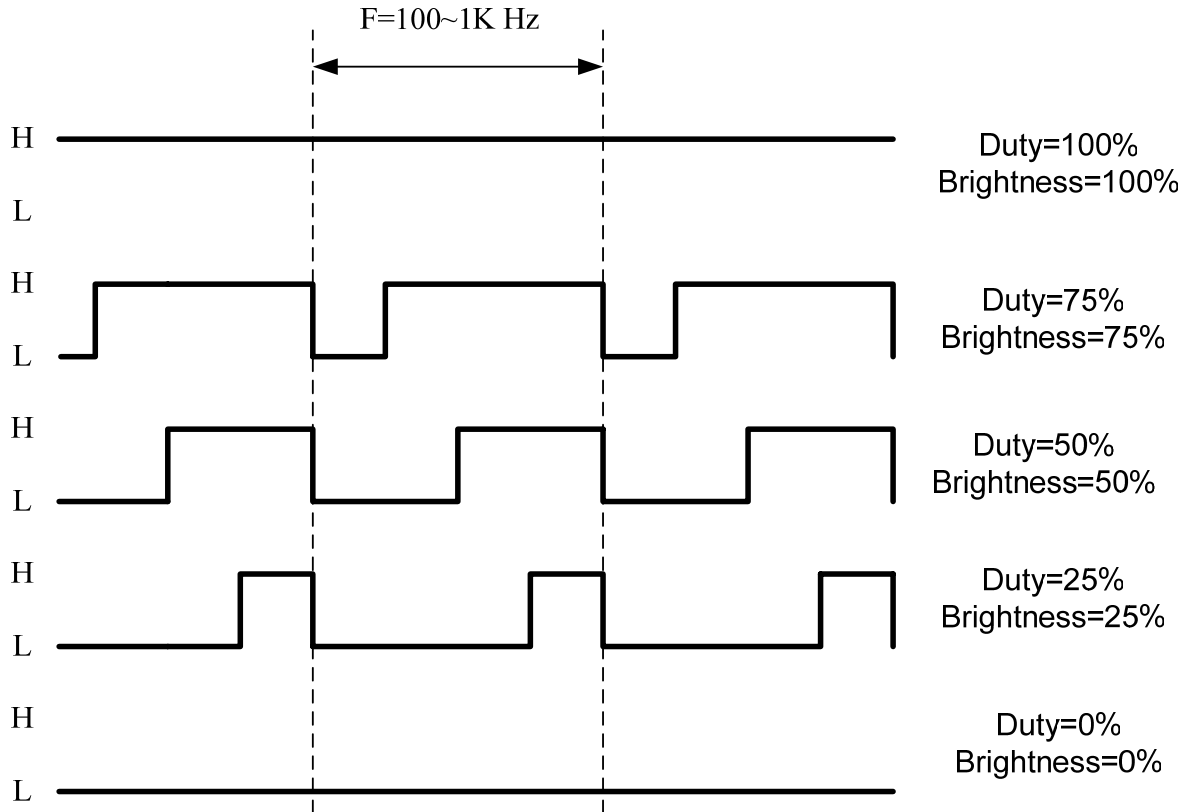 F=100~1K Hz
H
L
Duty=100%
Brightness=100%
H
L
Duty=75%
Brightness=75%
H
L
Duty=50%
Brightness=50%
H
L
Duty=25%
Brightness=25%
H
L
Duty=0%
Brightness=0%